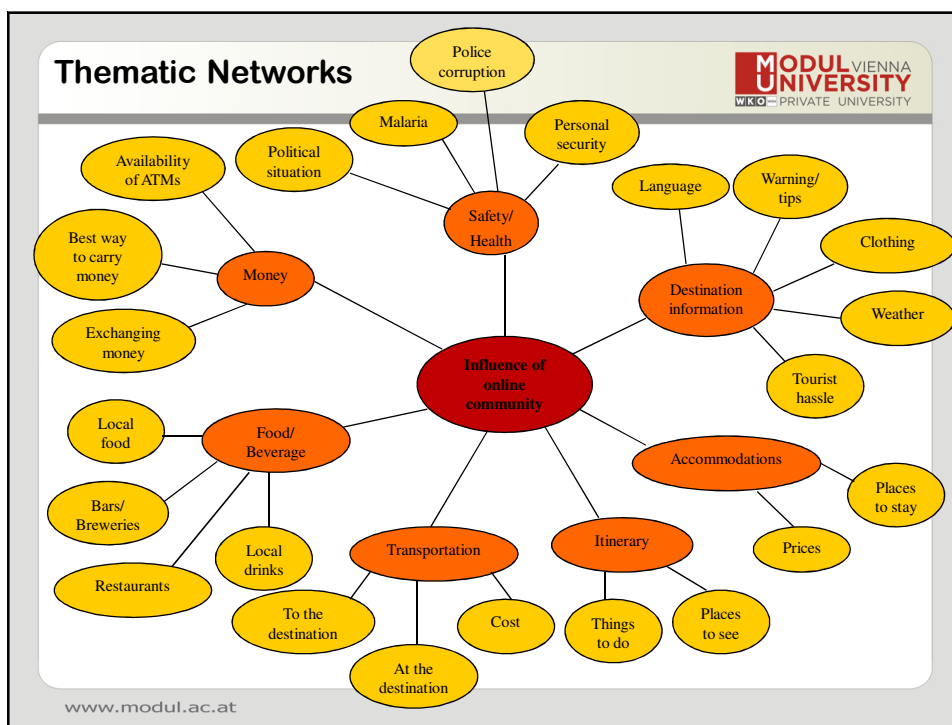 Thematic Networks
MODUL VIENNA
UNIVERSITY
WKO PRIVATE UNIVERSITY
Police
corruption
Malaria
Personal
security
Political
situation
Safety/
Health
Availability
of ATMs
Best way
to carry
money
Money
Exchanging
money
Language
Warning/
tips
Clothing
Destination
information
Weather
Tourist
hassle
Influence of
online
community
Local
food
Food/
Beverage
Bars/
Breweries
Restaurants
Local
drinks
Transportation
To the
destination
At the
destination
Cost
Itinerary
Things
to do
Places
to see
Accommodations
Places
to stay
Prices
www.modul.ac.at